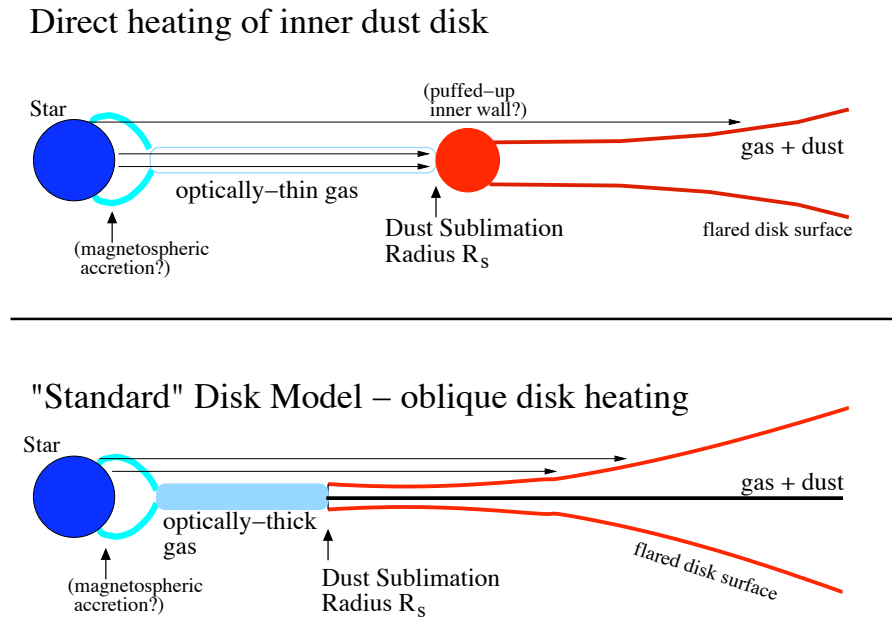 Direct heating of inner dust disk
Star
(puffed−up
inner wall?)
gas + dust
optically−thin gas
Dust Sublimation
Radius Rs
flared disk surface
(magnetospheric
accretion?)
"Standard" Disk Model − oblique disk heating
Star
gas + dust
optically−thick
gas
flared disk surface
Dust Sublimation
Radius Rs
(magnetospheric
accretion?)